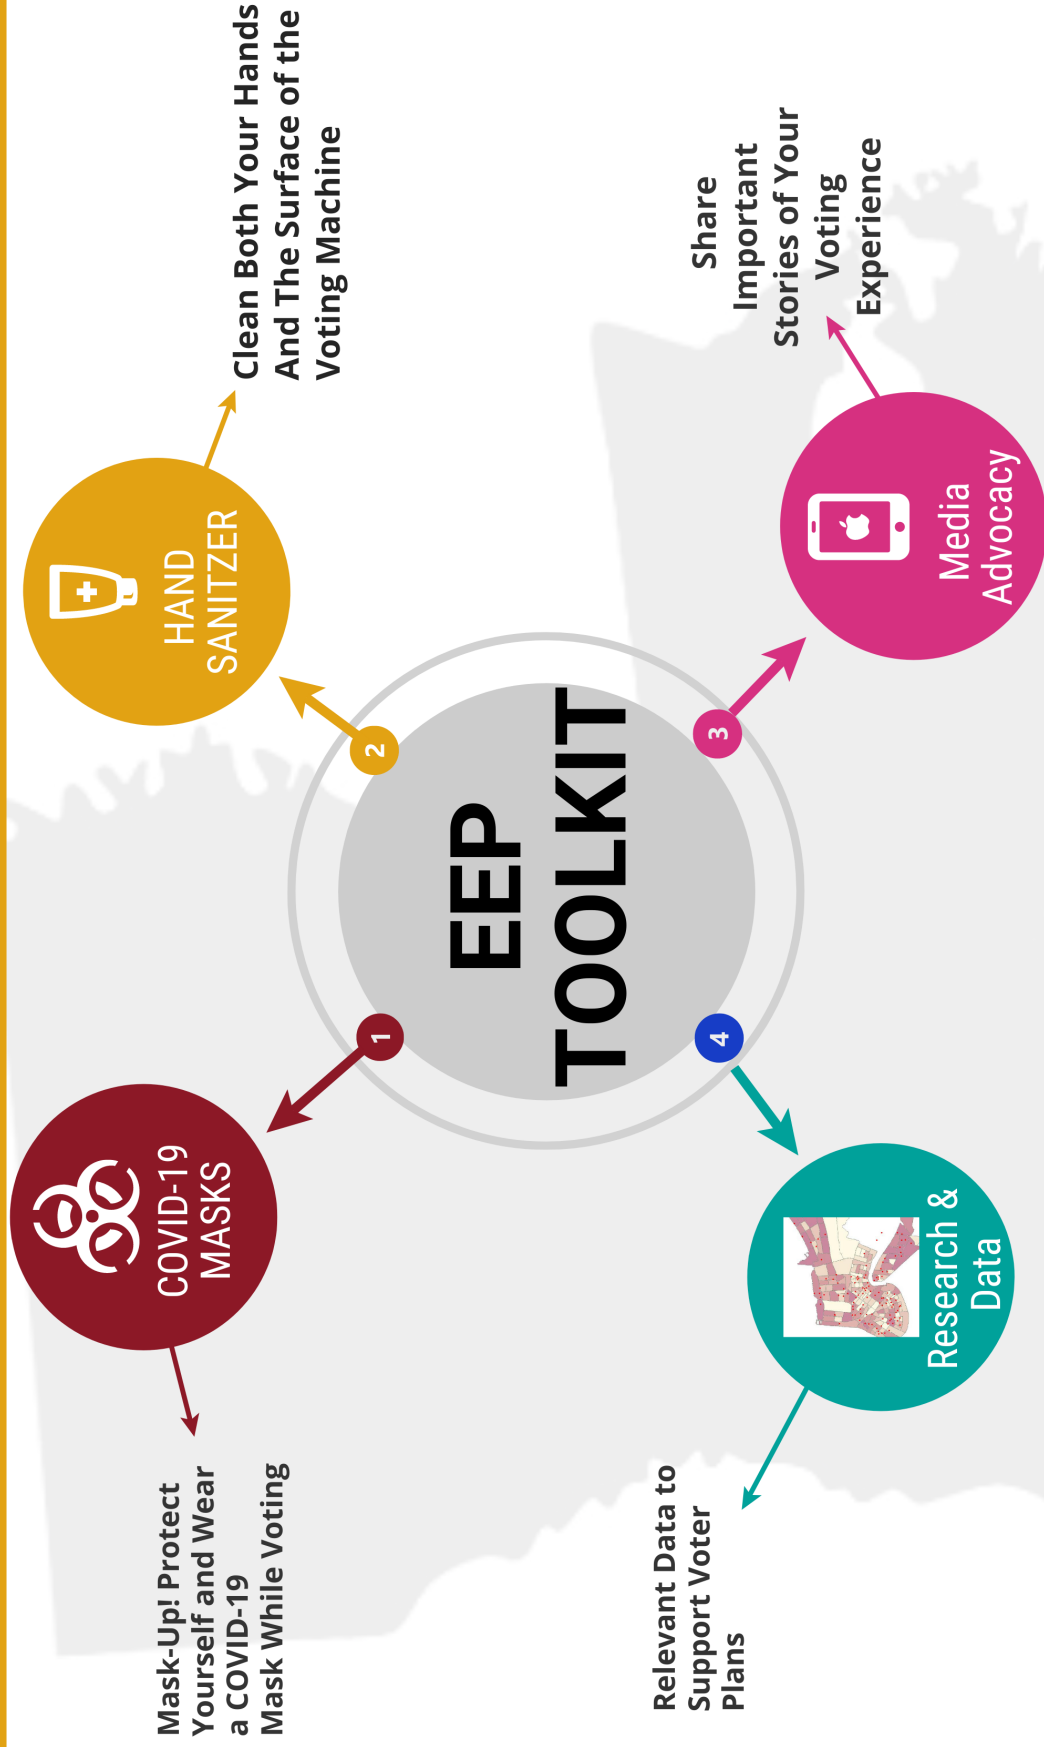 EEP
TOOLKIT
1
COVID-19
MASKS
Mask-Up! Protect
Yourself and Wear
a COVID-19
Mask While Voting
2
HAND
SANITZER
Clean Both Your Hands
And The Surface of the
Voting Machine
3
Media
Advocacy
Share
Important
Stories of Your
Voting
Experience
4
Research &
Data
Relevant Data to
Support Voter
Plans